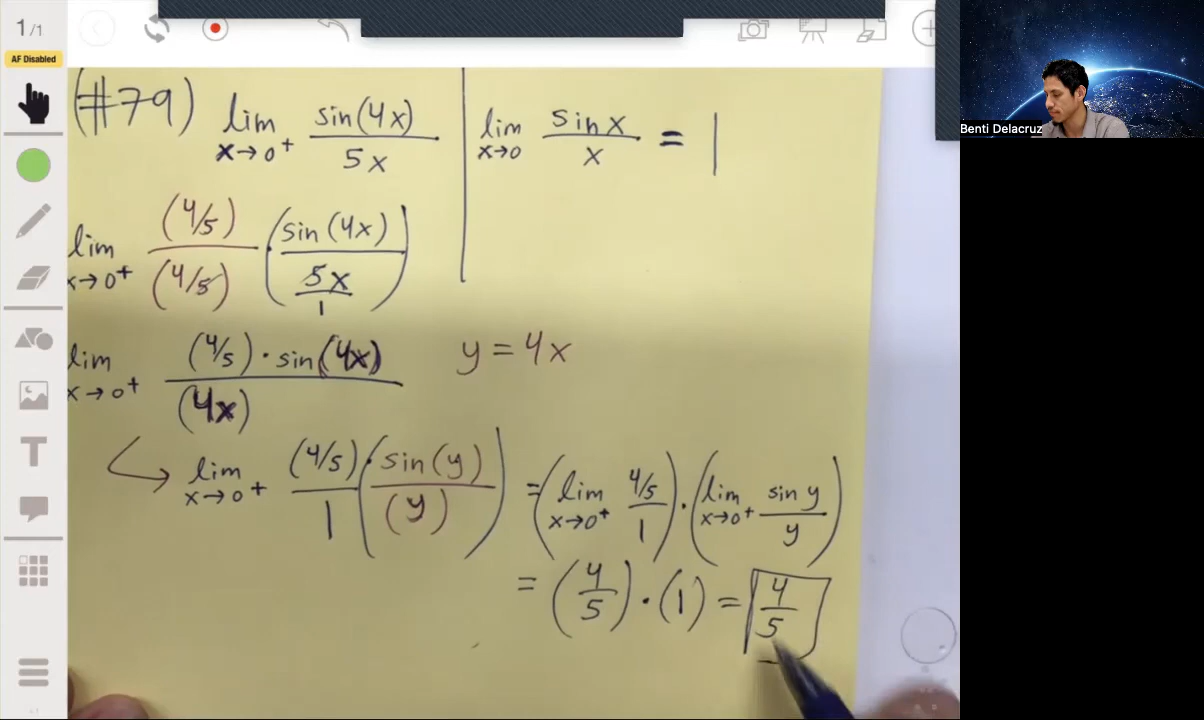 1/1
AF Disabled
(#79) lim x→0⁺ sin(4x)/5x
lim x→0 sin x/x = 1
lim x→0⁺ (4/5)/(4/5) · (sin(4x)/(5x/1))
lim x→0⁺ (4/5) · sin(4x)/(4x)
y = 4x
↳ lim x→0⁺ (4/5)/1 · (sin(y)/(y)) = (lim x→0⁺ (4/5)/1) · (lim x→0⁺ sin y/y)
= (4/5) · (1) = 4/5
T
Benti Delacruz